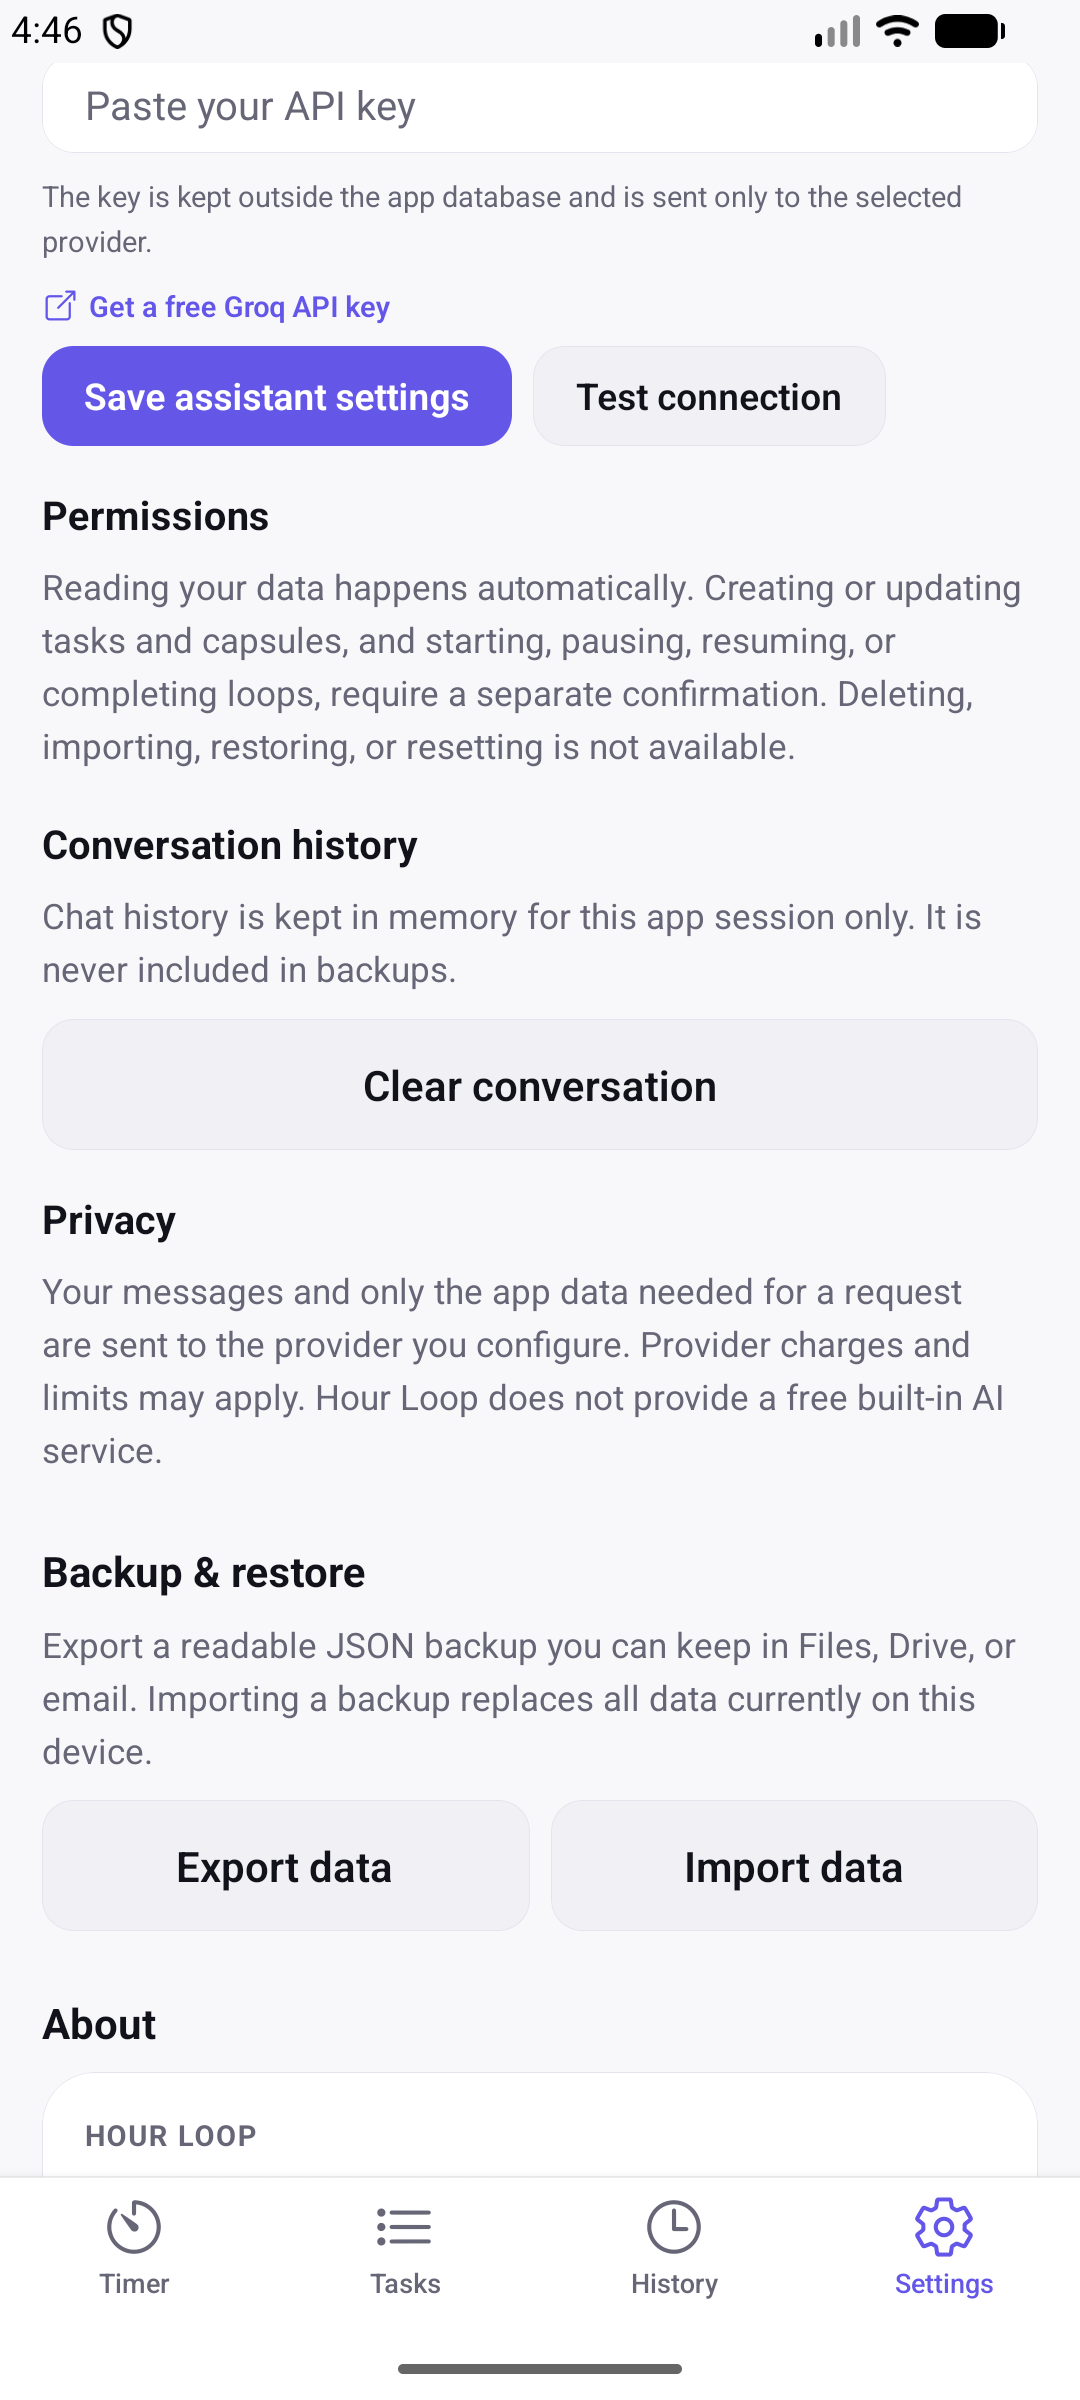 4:46
Paste your API key
The key is kept outside the app database and is sent only to the selected
provider.
Get a free Groq API key
Save assistant settings
Test connection
Permissions
Reading your data happens automatically. Creating or updating
tasks and capsules, and starting, pausing, resuming, or
completing loops, require a separate confirmation. Deleting,
importing, restoring, or resetting is not available.
Conversation history
Chat history is kept in memory for this app session only. It is
never included in backups.
Clear conversation
Privacy
Your messages and only the app data needed for a request
are sent to the provider you configure. Provider charges and
limits may apply. Hour Loop does not provide a free built-in AI
service.
Backup & restore
Export a readable JSON backup you can keep in Files, Drive, or
email. Importing a backup replaces all data currently on this
device.
Export data
Import data
About
HOUR LOOP
Timer
Tasks
History
Settings